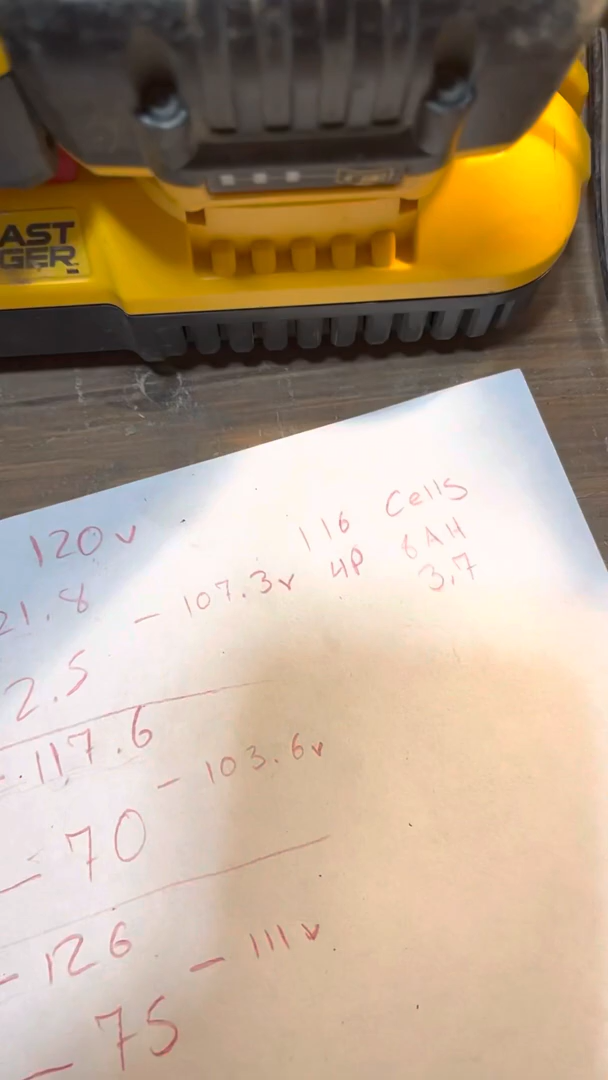 AST
GER
120v
116 Cells
21.8 - 107.3v 4P 6AH
3.7
2.5
- 117.6 - 103.6v
- 70
- 126 - 111v
- 75